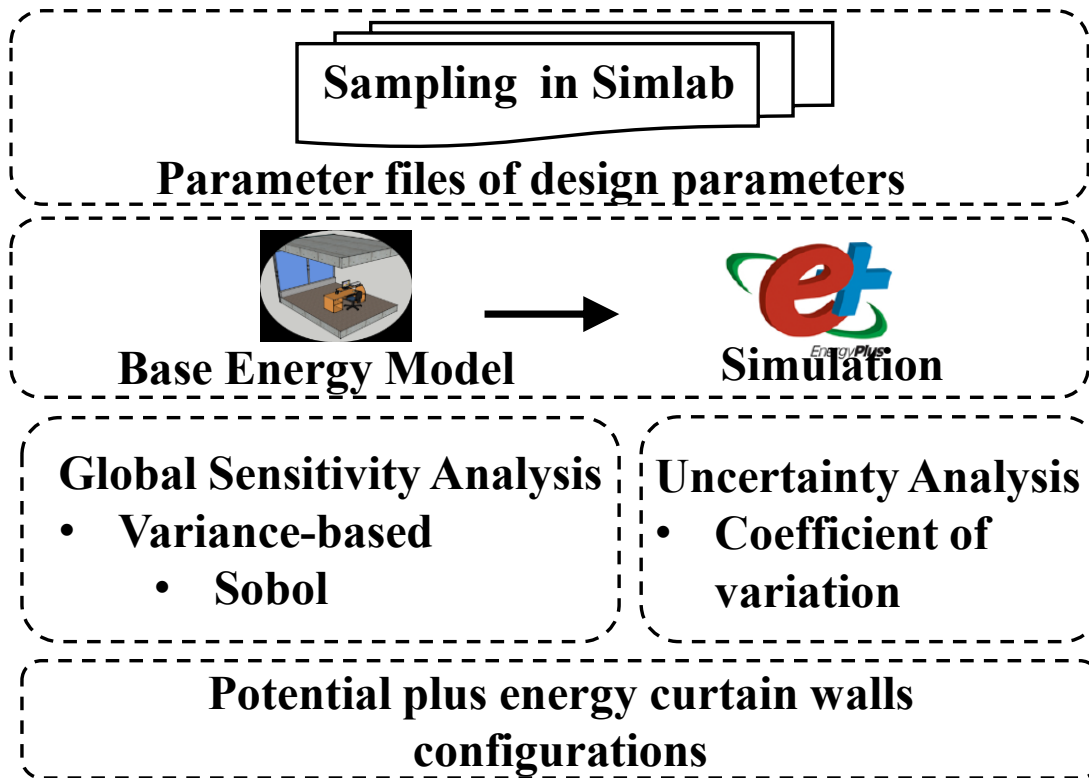 Sampling in Simlab
Parameter files of design parameters
e+
EnergyPlus
Base Energy Model
Simulation
Global Sensitivity Analysis
• Variance-based
• Sobol
Uncertainty Analysis
• Coefficient of
variation
Potential plus energy curtain walls
configurations